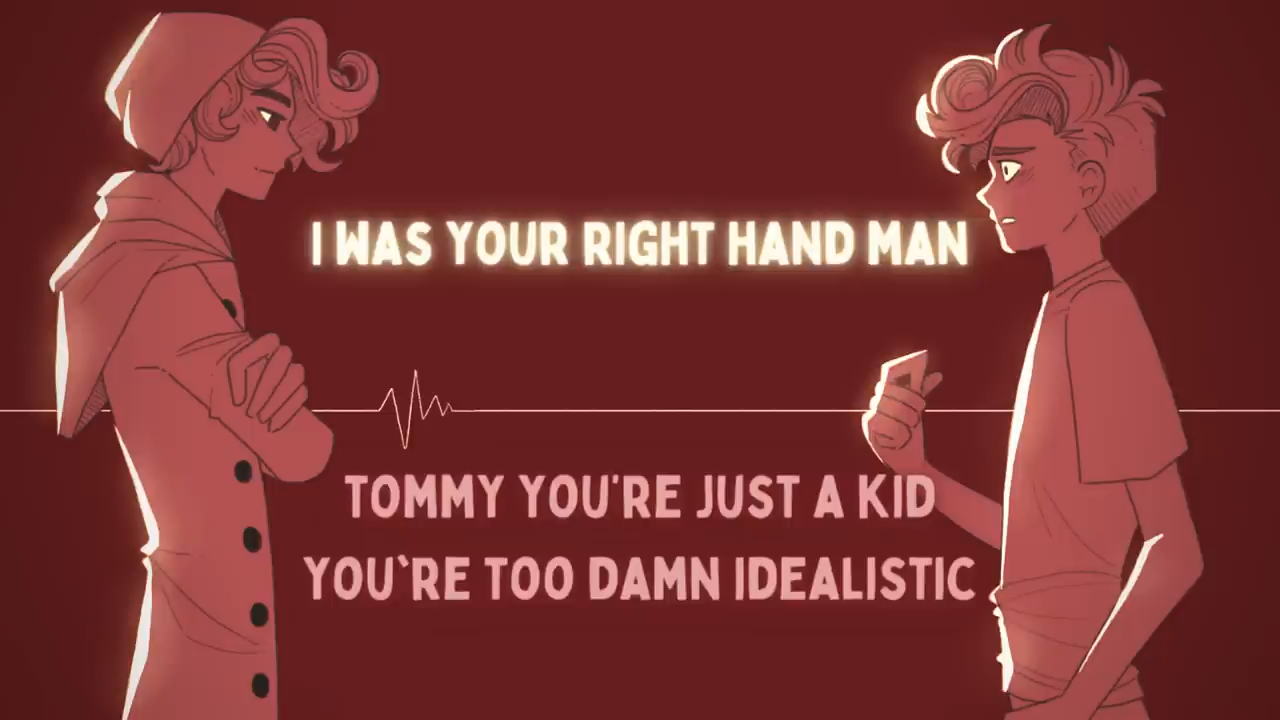 I WAS YOUR RIGHT HAND MAN
TOMMY YOU'RE JUST A KID
YOU`RE TOO DAMN IDEALISTIC